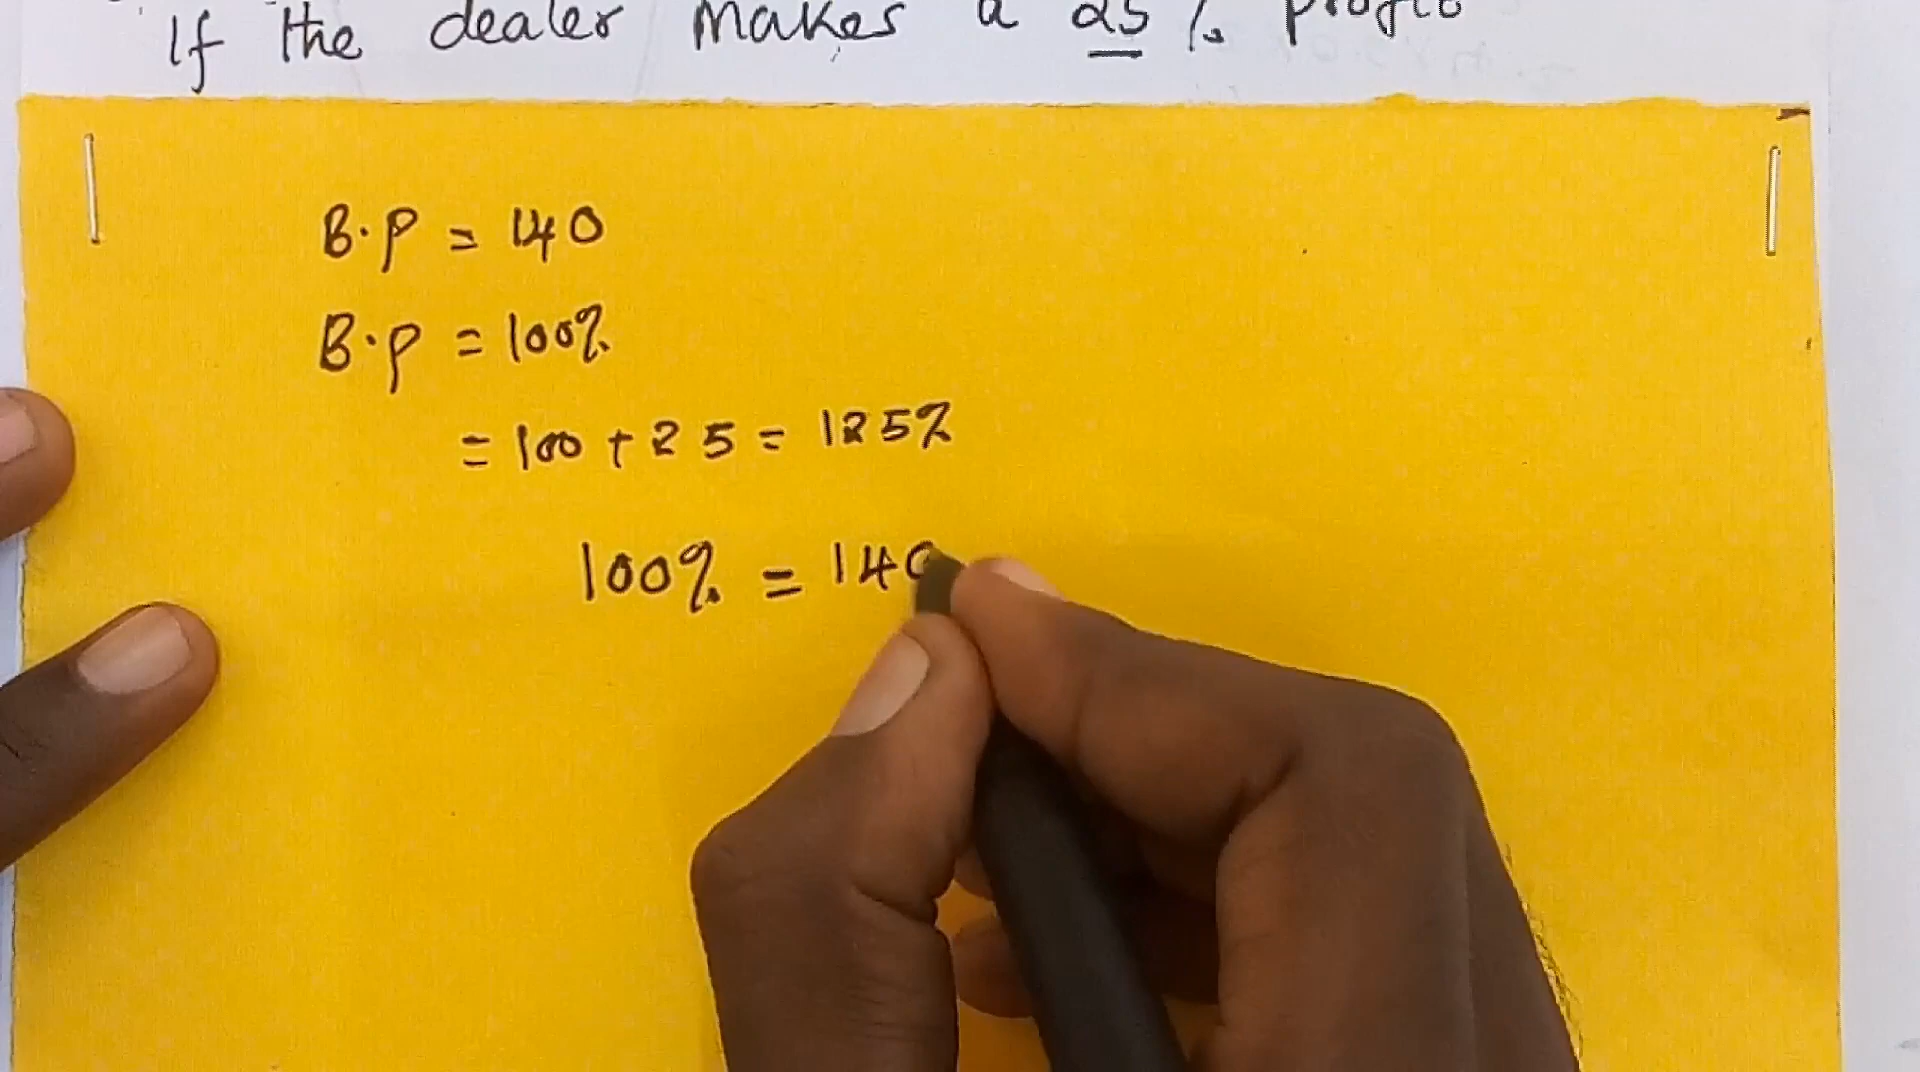 If the dealer makes a 25% profit
B.P = 140
B.P = 100%
= 100 + 25 = 125%
100% = 140